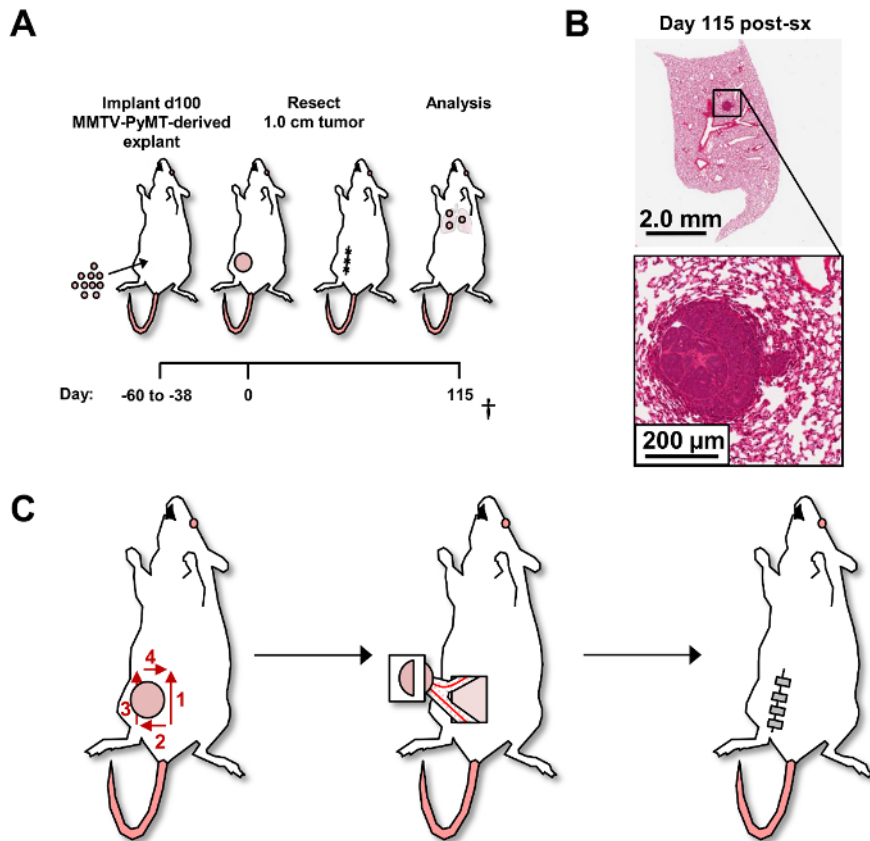 A
Implant d100
MMTV-PyMT-derived
explant
Resect
1.0 cm tumor
Analysis
Day:
-60 to -38
0
115
†
B
Day 115 post-sx
2.0 mm
200 µm
C
4
1
3
2